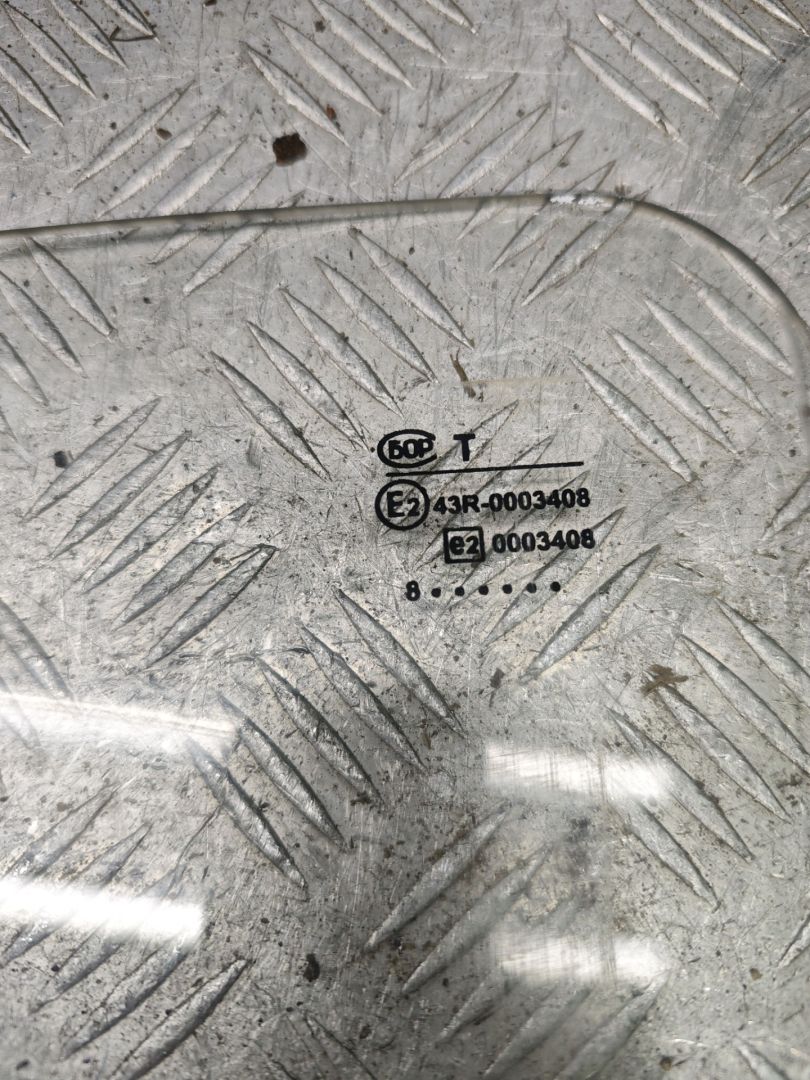 БОР T
E2 43R-0003408
e2 0003408
8 • • • • • •